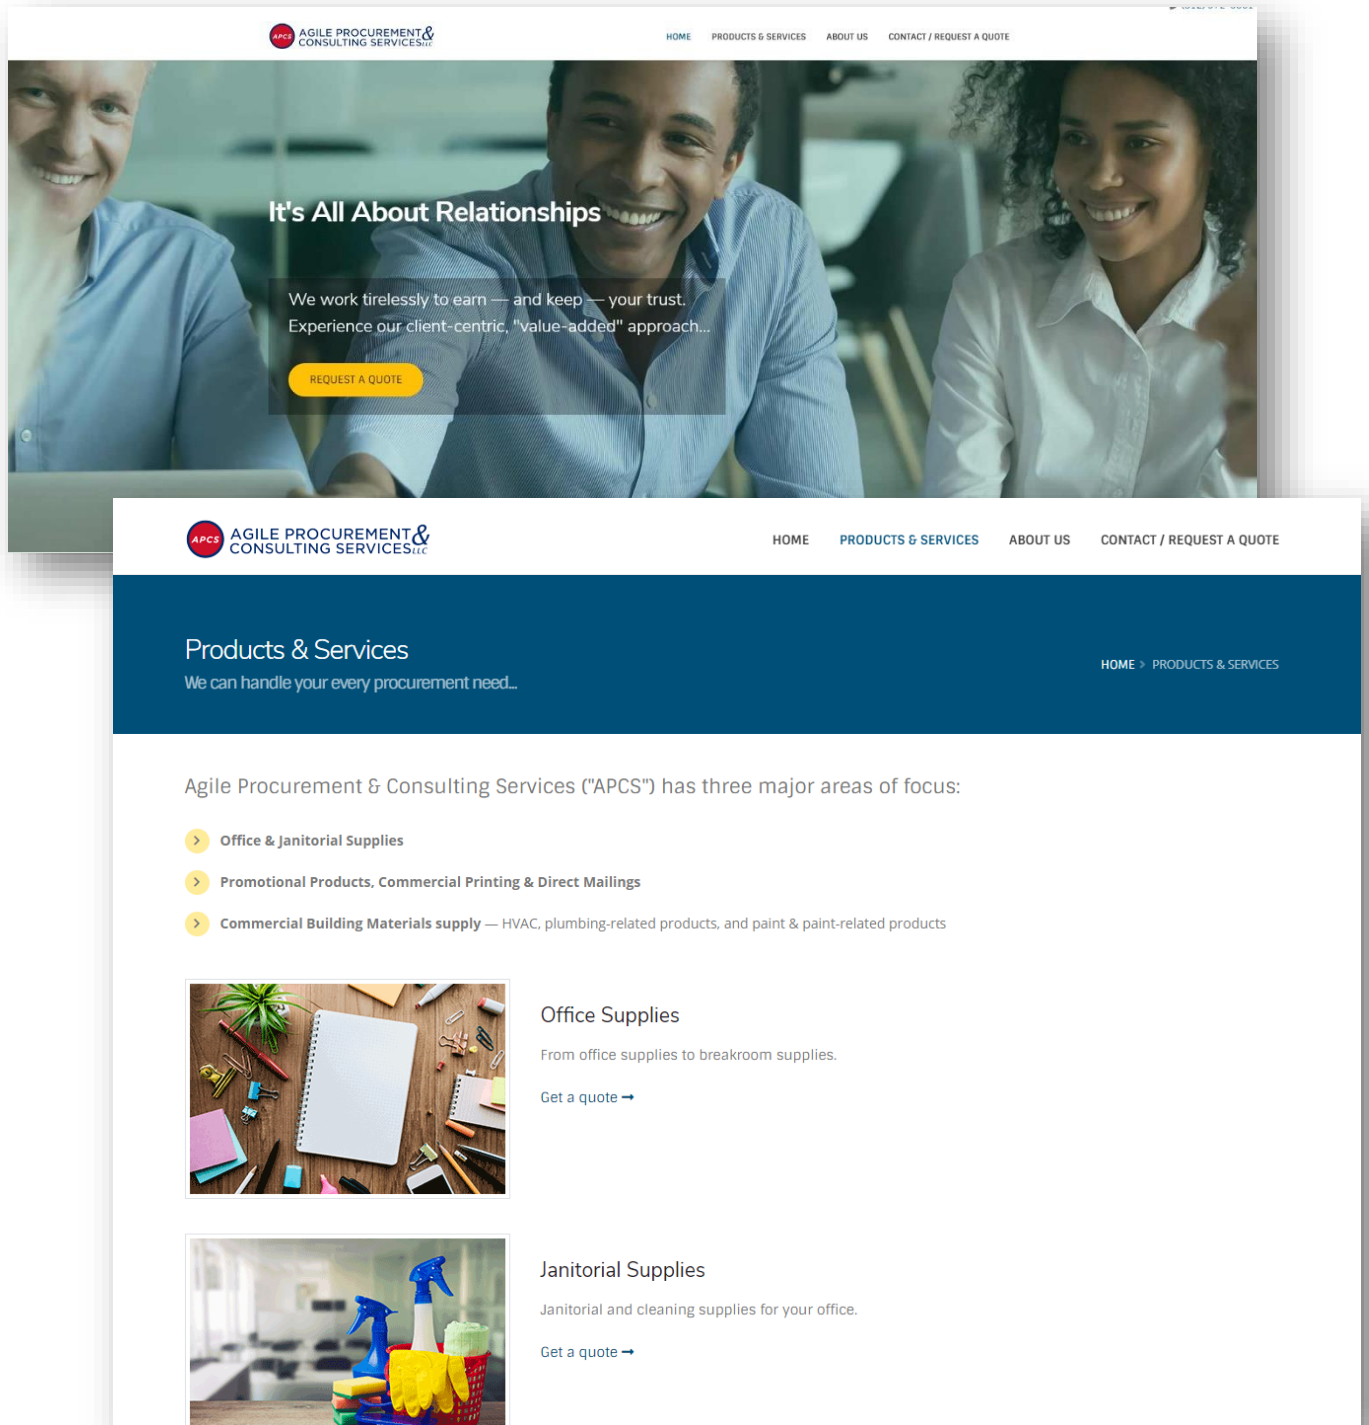 APCS
AGILE PROCUREMENT &
CONSULTING SERVICES LLC
HOME PRODUCTS & SERVICES ABOUT US CONTACT / REQUEST A QUOTE
It's All About Relationships
We work tirelessly to earn — and keep — your trust.
Experience our client-centric, "value-added" approach...
REQUEST A QUOTE
APCS
AGILE PROCUREMENT &
CONSULTING SERVICES LLC
HOME PRODUCTS & SERVICES ABOUT US CONTACT / REQUEST A QUOTE
Products & Services
We can handle your every procurement need...
HOME > PRODUCTS & SERVICES
Agile Procurement & Consulting Services ("APCS") has three major areas of focus:
Office & Janitorial Supplies
Promotional Products, Commercial Printing & Direct Mailings
Commercial Building Materials supply — HVAC, plumbing-related products, and paint & paint-related products
Office Supplies
From office supplies to breakroom supplies.
Get a quote →
Janitorial Supplies
Janitorial and cleaning supplies for your office.
Get a quote →